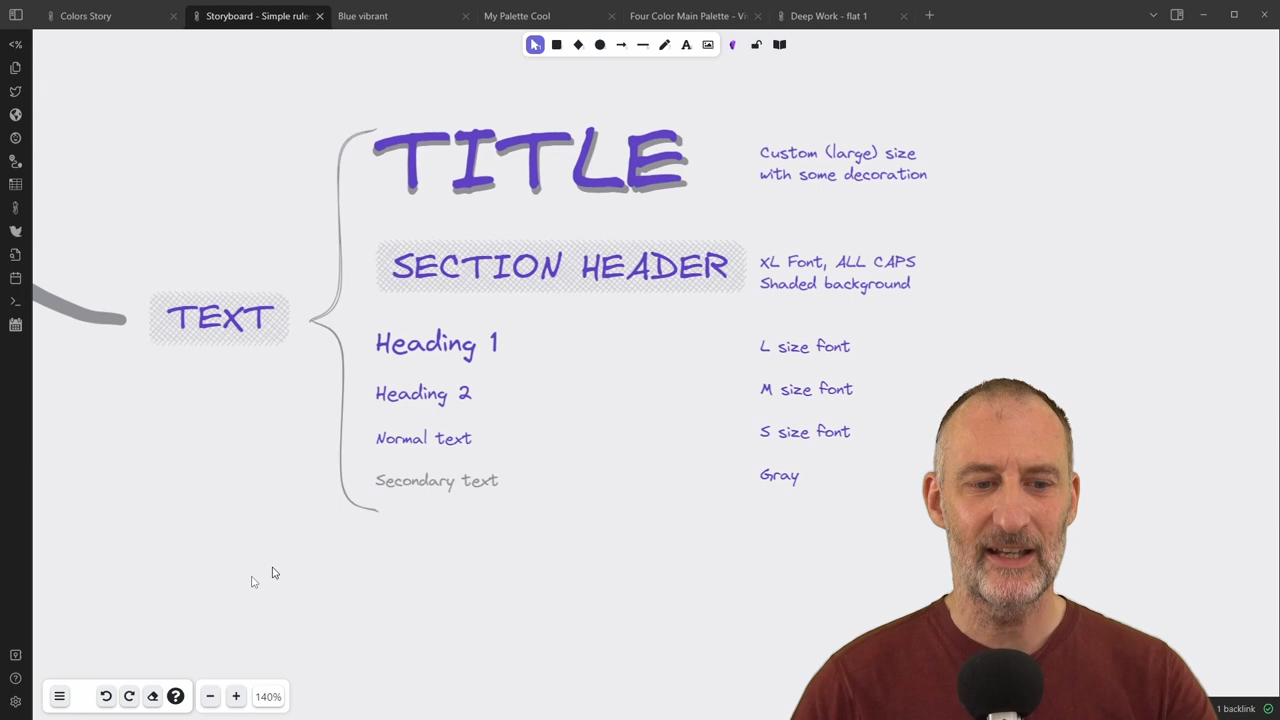 Colors Story
Storyboard - Simple rule
Blue vibrant
My Palette Cool
Four Color Main Palette - Vi
Deep Work - flat 1
TITLE
Custom (large) size
with some decoration
SECTION HEADER
XL Font, ALL CAPS
Shaded background
TEXT
Heading 1
L size font
Heading 2
M size font
Normal text
S size font
Secondary text
Gray
140%
1 backlink